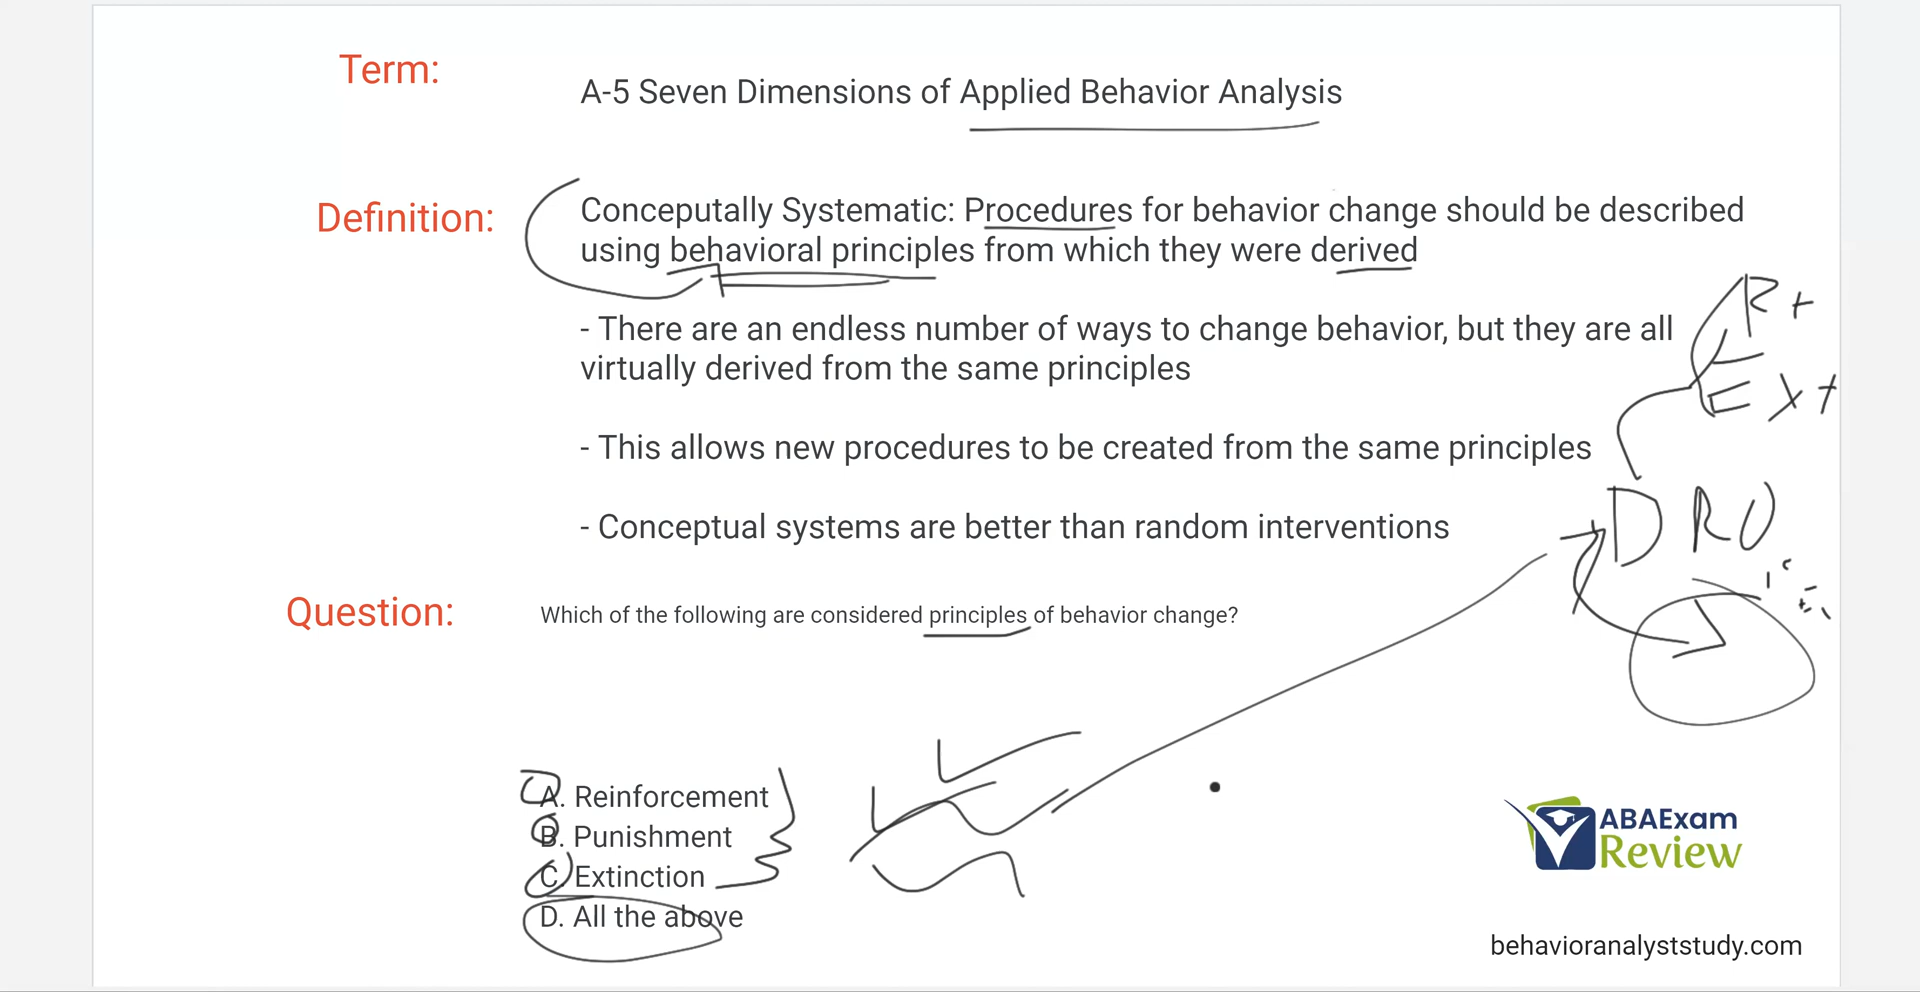 Term:
A-5 Seven Dimensions of Applied Behavior Analysis
Definition:
Conceputally Systematic: Procedures for behavior change should be described
using behavioral principles from which they were derived
- There are an endless number of ways to change behavior, but they are all
virtually derived from the same principles
- This allows new procedures to be created from the same principles
- Conceptual systems are better than random interventions
R+
Ext
DRO
Question:
Which of the following are considered principles of behavior change?
A. Reinforcement
B. Punishment
C. Extinction
D. All the above
ABAExam
Review
behavioranalyststudy.com